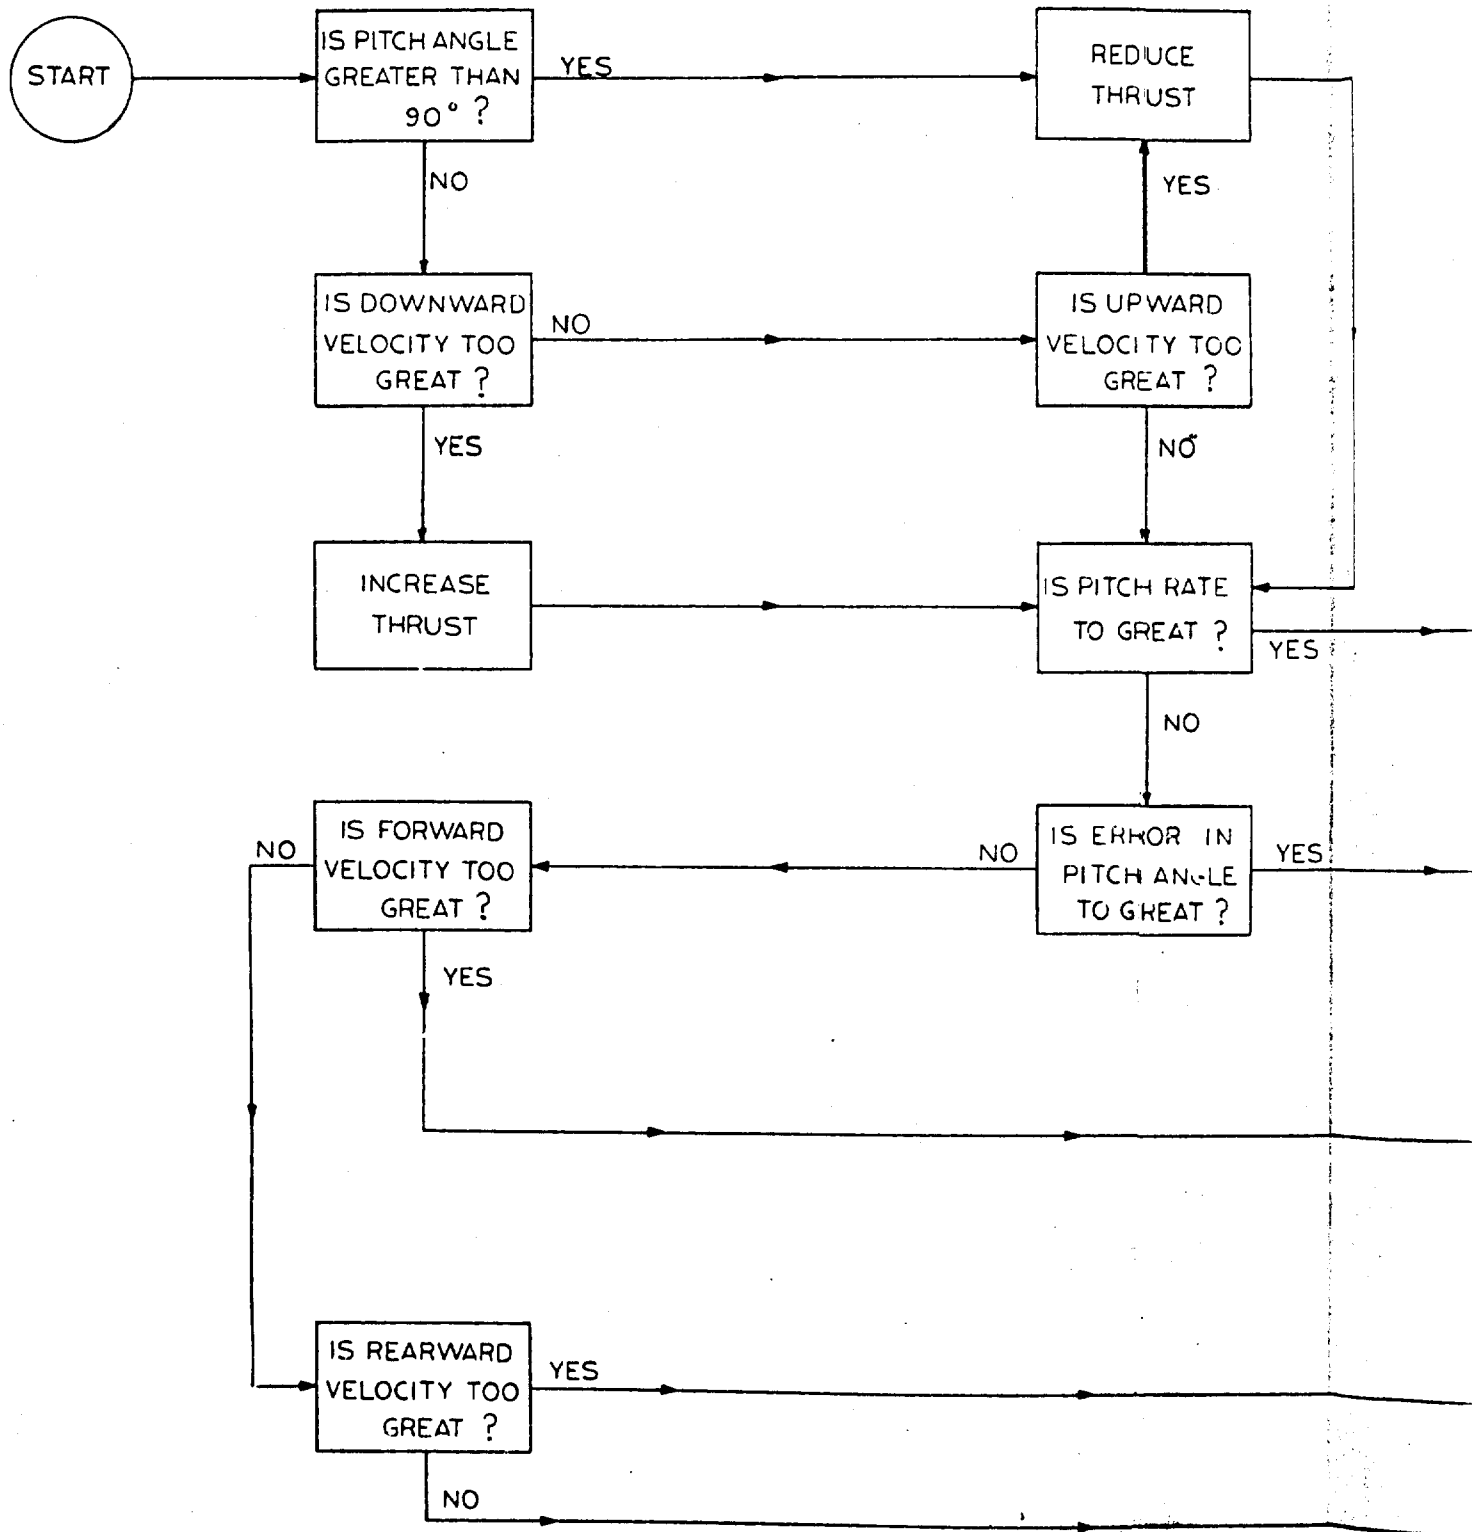 START
IS PITCH ANGLE
GREATER THAN
90° ?
YES
REDUCE
THRUST
NO
YES
IS DOWNWARD
VELOCITY TOO
GREAT ?
NO
IS UPWARD
VELOCITY TOO
GREAT ?
YES
NO
INCREASE
THRUST
IS PITCH RATE
TO GREAT ?
YES
NO
NO
IS FORWARD
VELOCITY TOO
GREAT ?
NO
IS ERROR IN
PITCH ANGLE
TO GREAT ?
YES
YES
IS REARWARD
VELOCITY TOO
GREAT ?
YES
NO